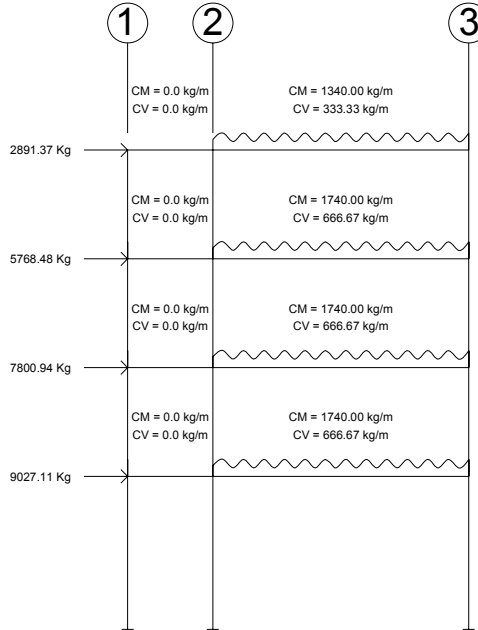 1 2 3
CM = 0.0 kg/m
CV = 0.0 kg/m
CM = 1340.00 kg/m
CV = 333.33 kg/m
2891.37 Kg
CM = 0.0 kg/m
CV = 0.0 kg/m
CM = 1740.00 kg/m
CV = 666.67 kg/m
5768.48 Kg
CM = 0.0 kg/m
CV = 0.0 kg/m
CM = 1740.00 kg/m
CV = 666.67 kg/m
7800.94 Kg
CM = 0.0 kg/m
CV = 0.0 kg/m
CM = 1740.00 kg/m
CV = 666.67 kg/m
9027.11 Kg